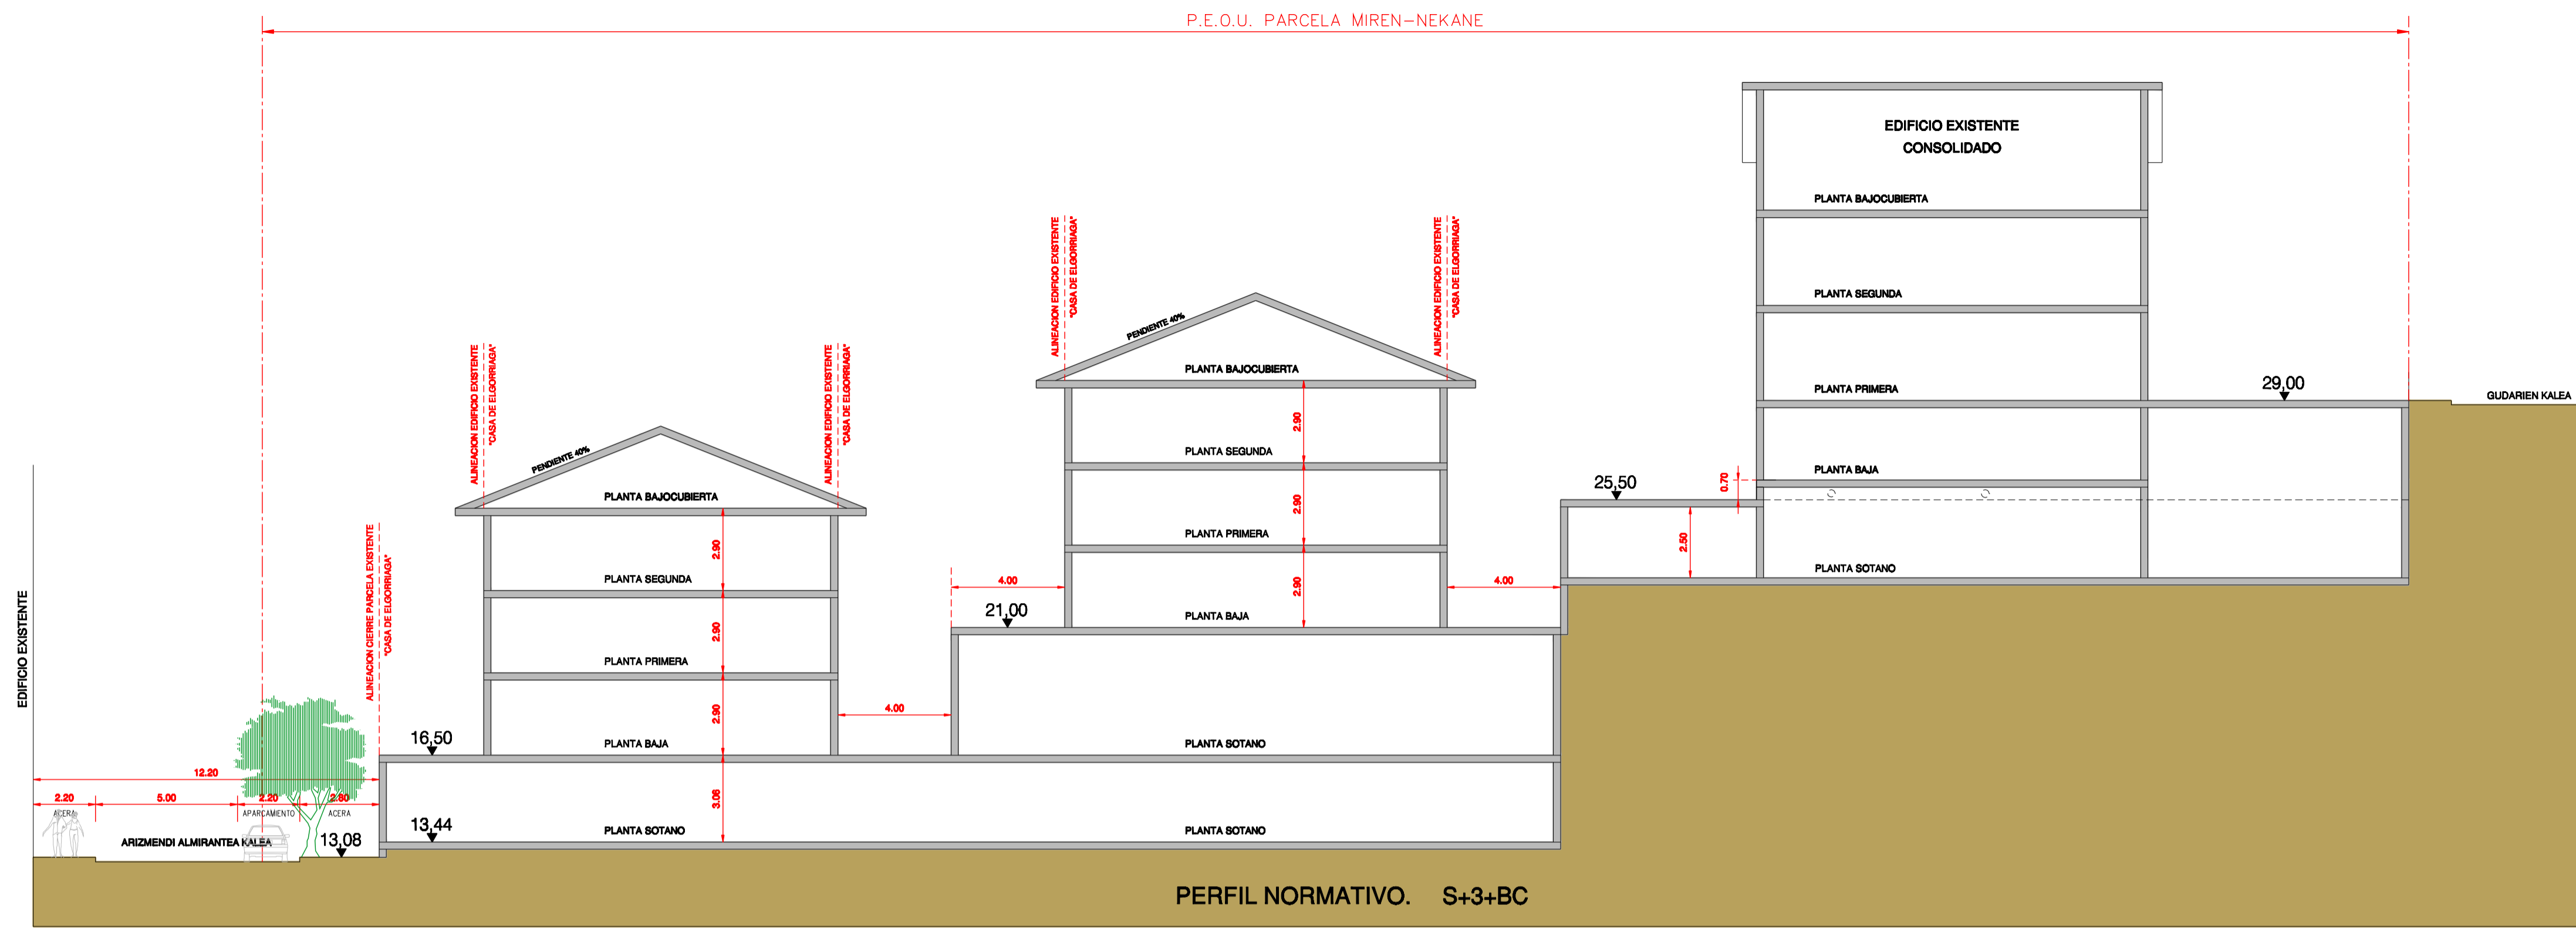 P.E.O.U. PARCELA MIREN-NEKANE
EDIFICIO EXISTENTE
CONSOLIDADO
PLANTA BAJOCUBIERTA
PLANTA SEGUNDA
PLANTA PRIMERA
PLANTA BAJA
PLANTA SOTANO
29,00
GUDARIEN KALEA
25,50
0.70
2.50
ALINEACION EDIFICIO EXISTENTE
"CASA DE ELGORRIAGA"
ALINEACION EDIFICIO EXISTENTE
"CASA DE ELGORRIAGA"
PENDIENTE 40%
PLANTA BAJOCUBIERTA
2.90
PLANTA SEGUNDA
2.90
PLANTA PRIMERA
2.90
PLANTA BAJA
4.00
4.00
21,00
PLANTA SOTANO
PLANTA SOTANO
ALINEACION EDIFICIO EXISTENTE
"CASA DE ELGORRIAGA"
ALINEACION EDIFICIO EXISTENTE
"CASA DE ELGORRIAGA"
PENDIENTE 40%
PLANTA BAJOCUBIERTA
2.90
PLANTA SEGUNDA
2.90
PLANTA PRIMERA
2.90
PLANTA BAJA
4.00
16,50
3.06
13,44
PLANTA SOTANO
ALINEACION CIERRE PARCELA EXISTENTE
"CASA DE ELGORRIAGA"
EDIFICIO EXISTENTE
12.20
2.20
5.00
2.20
2.80
ACERA
APARCAMIENTO
ACERA
ARIZMENDI ALMIRANTEA KALEA
13,08
PERFIL NORMATIVO. S+3+BC